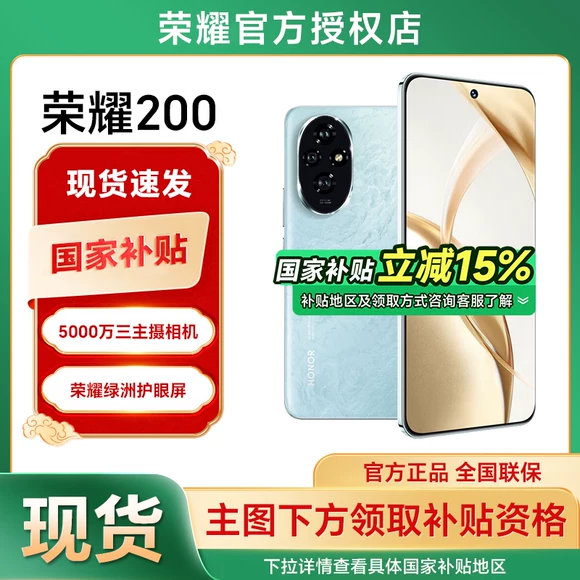 荣耀官方授权店
荣耀200
现货速发
国家补贴
5000万三主摄相机
荣耀绿洲护眼屏
国家补贴 立减15%
补贴地区及领取方式咨询客服了解
HONOR
官方正品 全国联保
现货
主图下方领取补贴资格
下拉详情查看具体国家补贴地区